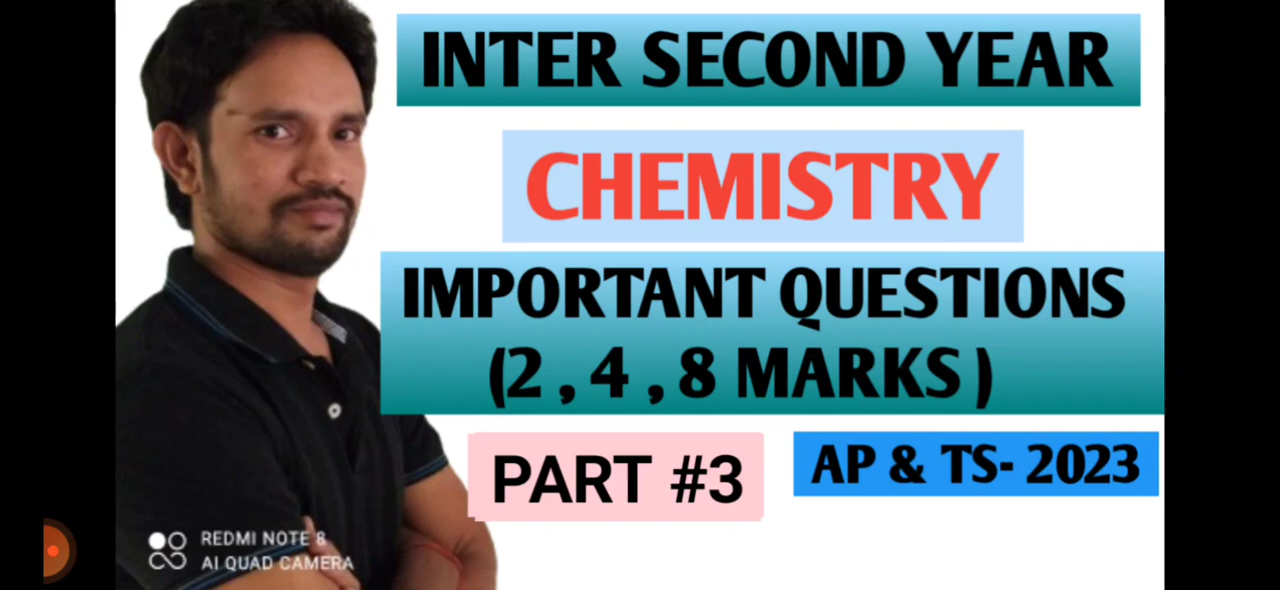 INTER SECOND YEAR
CHEMISTRY
IMPORTANT QUESTIONS
(2 , 4 , 8 MARKS )
PART #3
AP & TS- 2023
REDMI NOTE 8
AI QUAD CAMERA